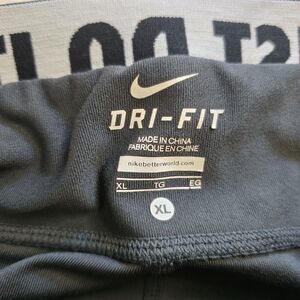 DRI-FIT
MADE IN CHINA
FABRIQUE EN CHINE
nikebetterworld.com
XL TG EG
XL